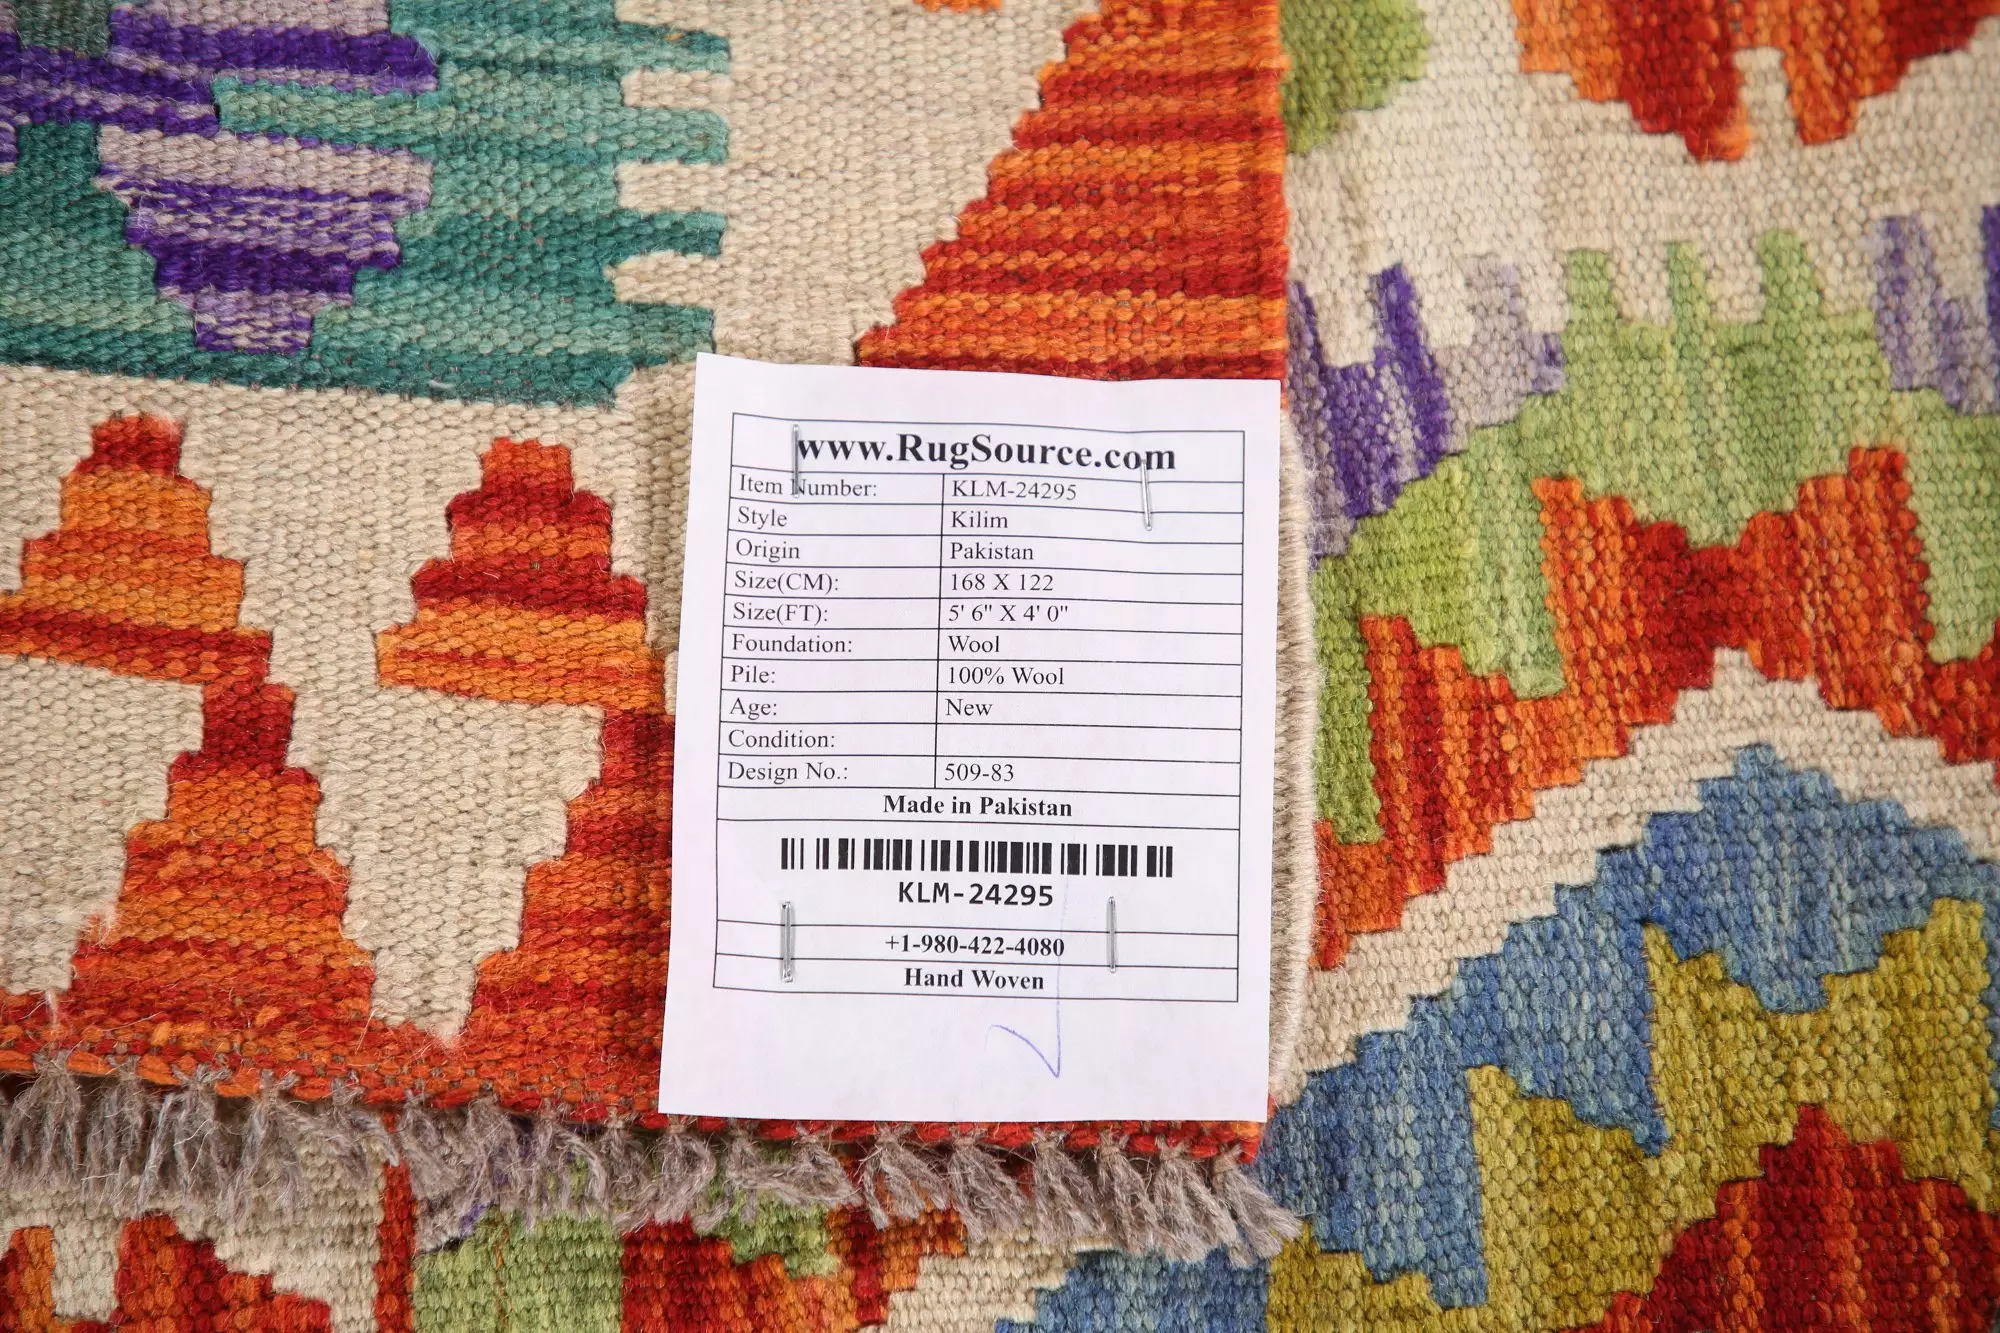 www.RugSource.com
Item Number: KLM-24295
Style Kilim
Origin Pakistan
Size(CM): 168 X 122
Size(FT): 5' 6" X 4' 0"
Foundation: Wool
Pile: 100% Wool
Age: New
Condition:
Design No.: 509-83
Made in Pakistan
KLM-24295
+1-980-422-4080
Hand Woven